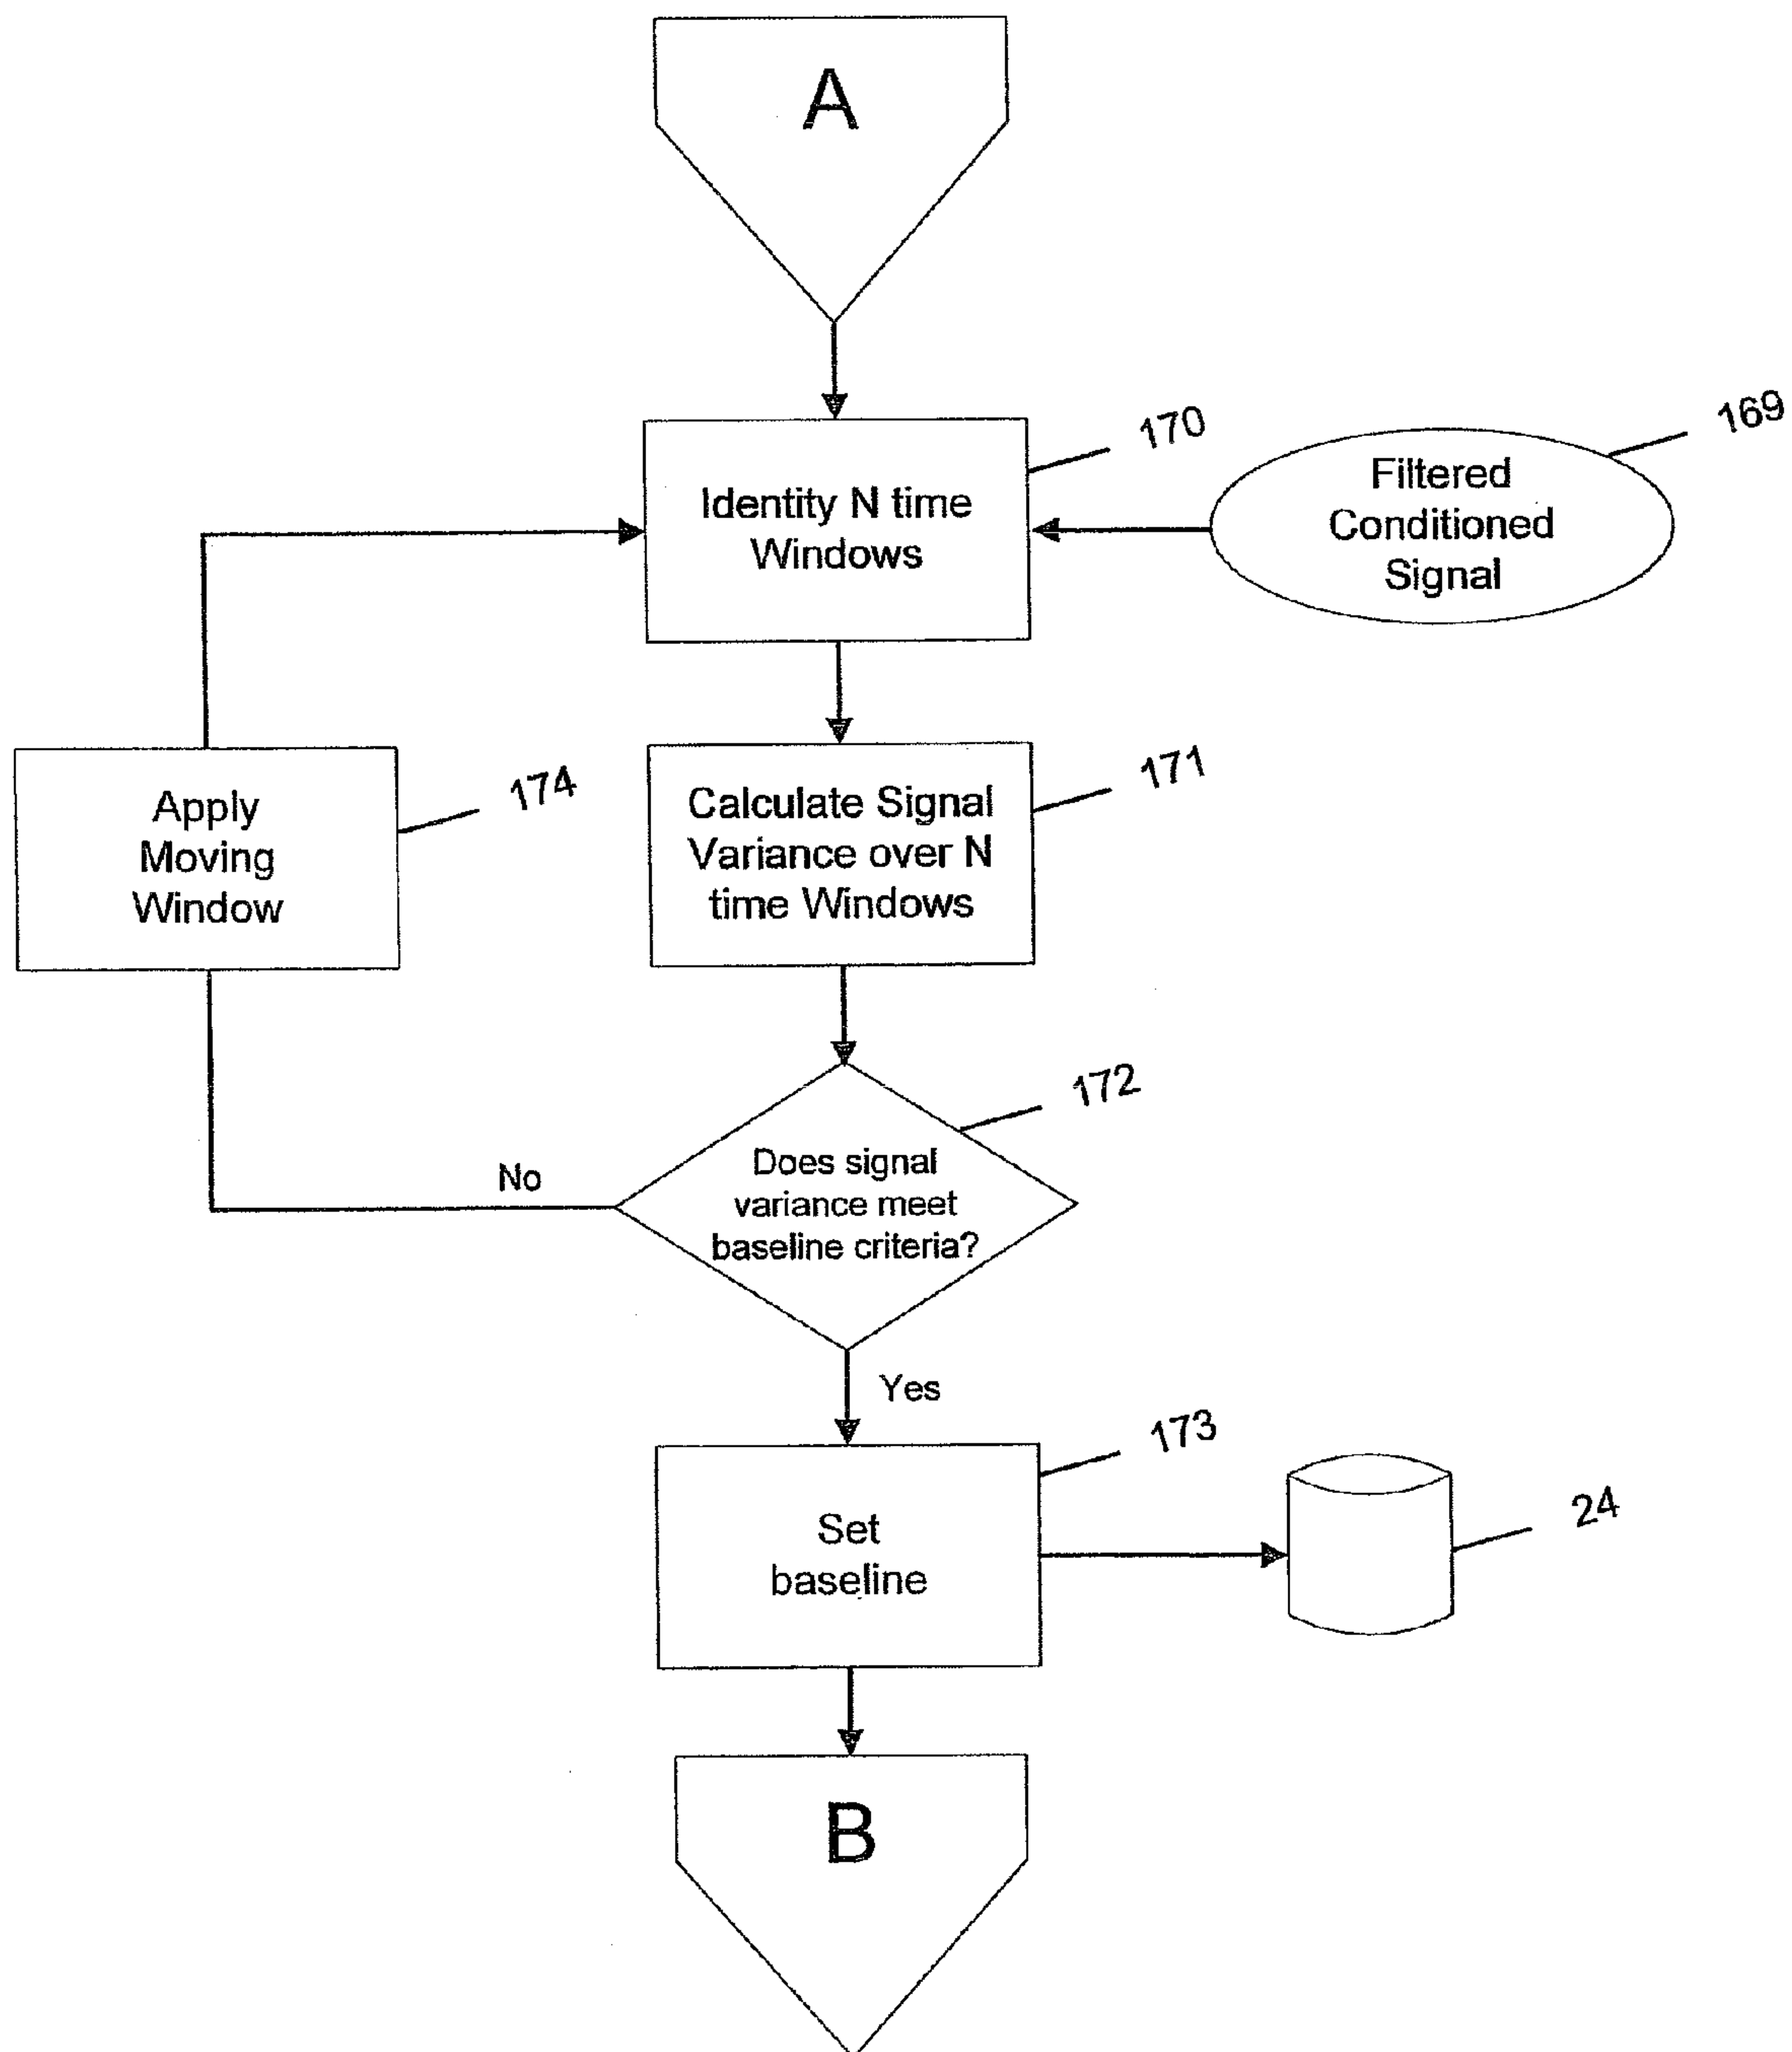 A
170
169
Identity N time
Windows
Filtered
Conditioned
Signal
174
Apply
Moving
Window
171
Calculate Signal
Variance over N
time Windows
172
Does signal
variance meet
baseline criteria?
No
Yes
173
Set
baseline
24
B